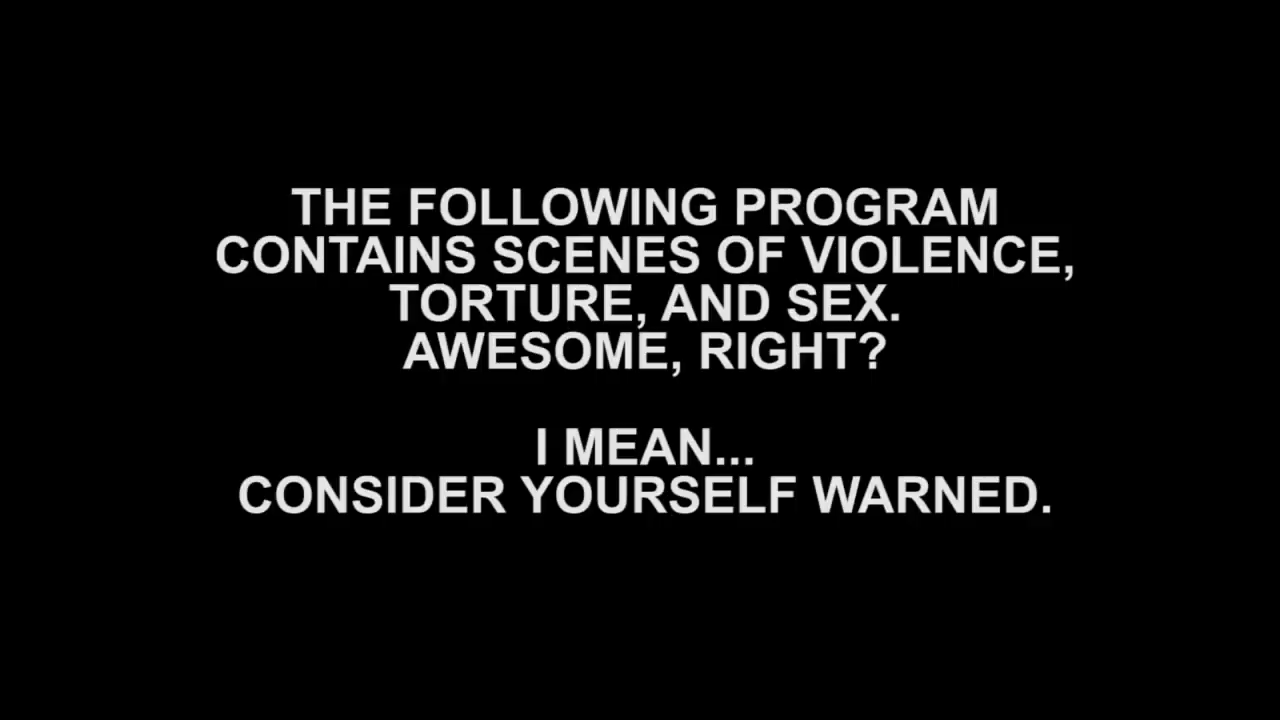 THE FOLLOWING PROGRAM
CONTAINS SCENES OF VIOLENCE,
TORTURE, AND SEX.
AWESOME, RIGHT?
I MEAN...
CONSIDER YOURSELF WARNED.